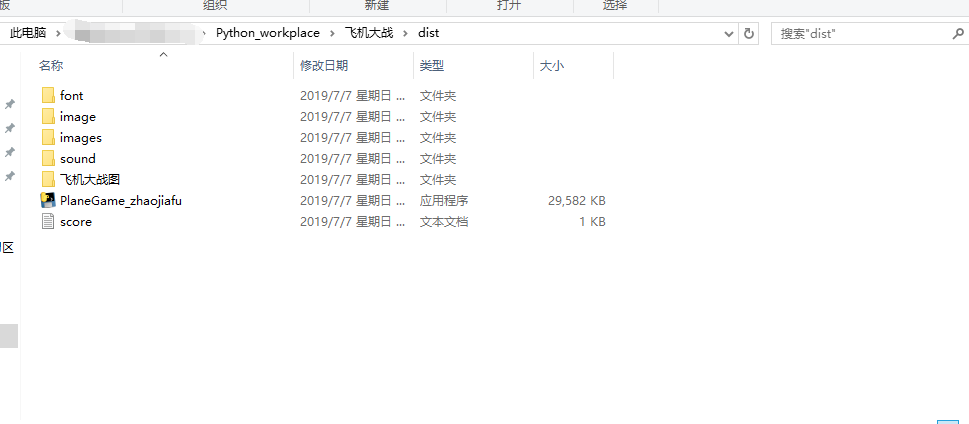 板 组织 新建 打开 选择
此电脑 Python_workplace 飞机大战 dist 搜索"dist"
名称 修改日期 类型 大小
font 2019/7/7 星期日 ... 文件夹
image 2019/7/7 星期日 ... 文件夹
images 2019/7/7 星期日 ... 文件夹
sound 2019/7/7 星期日 ... 文件夹
飞机大战图 2019/7/7 星期日 ... 文件夹
PlaneGame_zhaojiafu 2019/7/7 星期日 ... 应用程序 29,582 KB
score 2019/7/7 星期日 ... 文本文档 1 KB
区